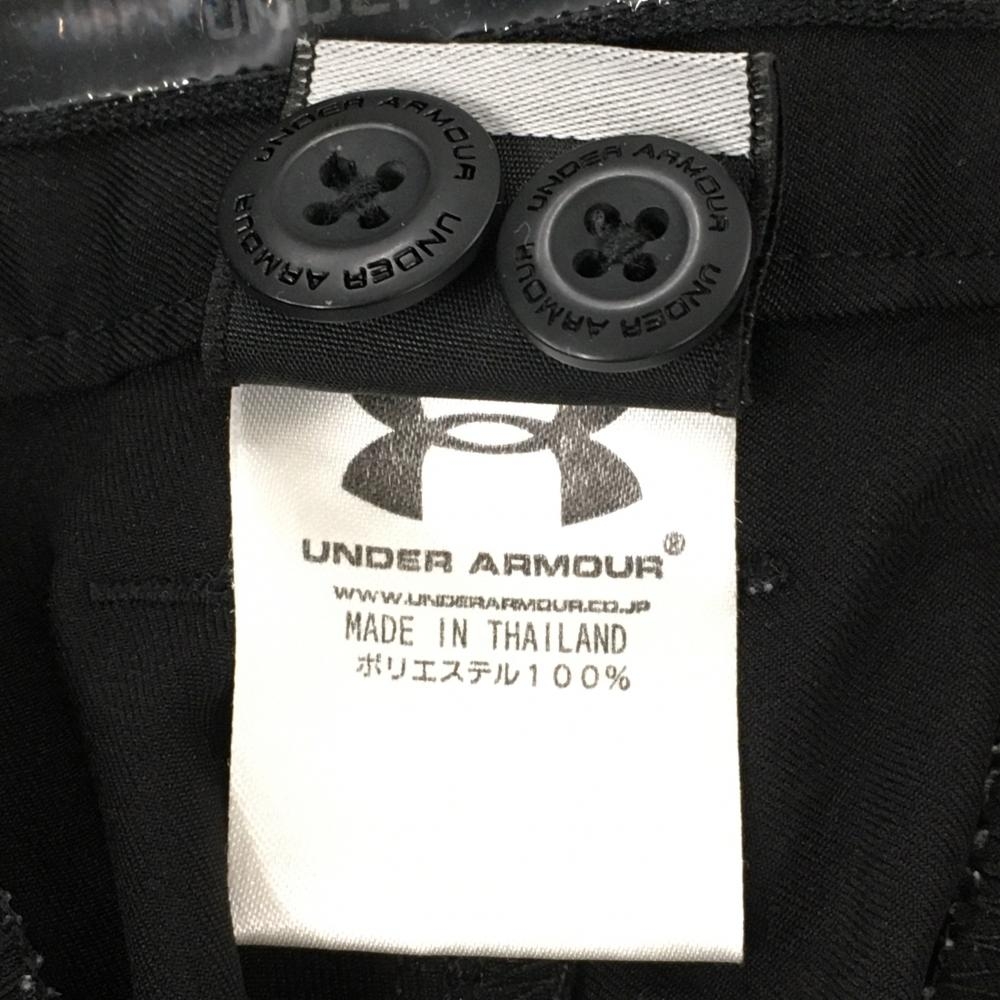 UNDER
UNDER ARMOUR UNDER ARMOUR
UNDER ARMOUR UNDER ARMOUR
UNDER ARMOUR®
WWW.UNDERARMOUR.CO.JP
MADE IN THAILAND
ポリエステル100%